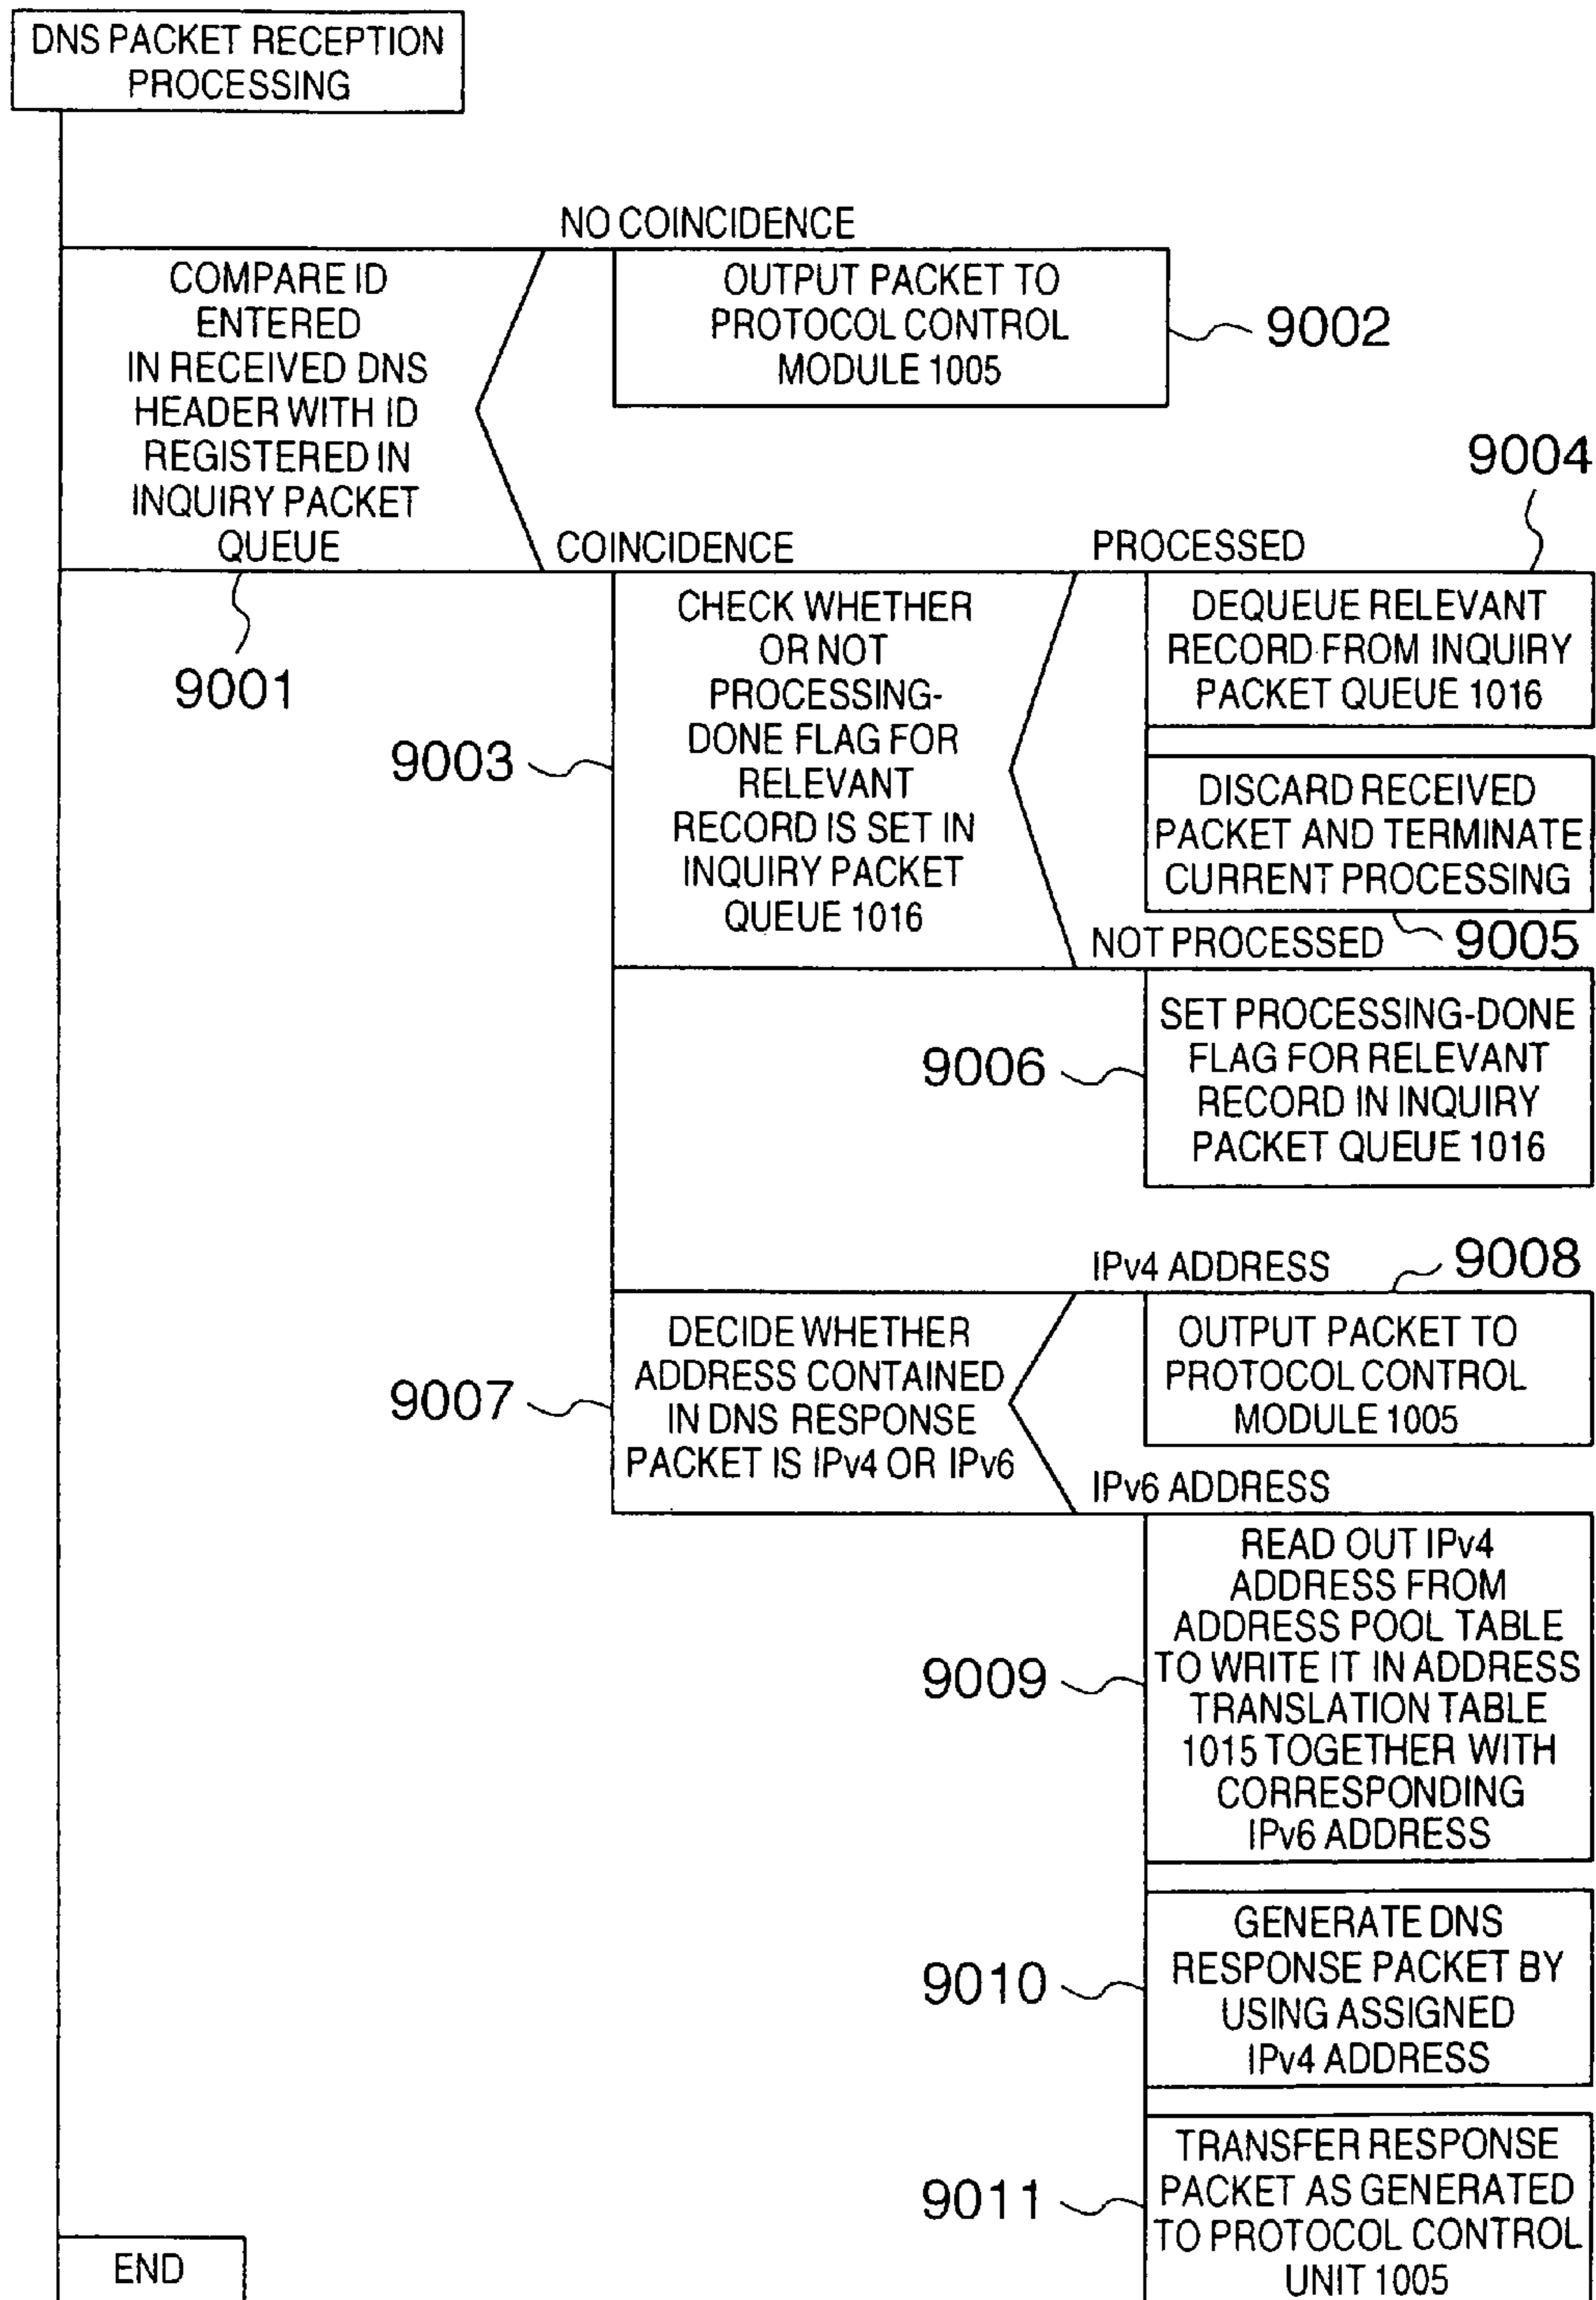 DNS PACKET RECEPTION
PROCESSING
NO COINCIDENCE
COMPARE ID
ENTERED
IN RECEIVED DNS
HEADER WITH ID
REGISTERED IN
INQUIRY PACKET
QUEUE
9001
OUTPUT PACKET TO
PROTOCOL CONTROL
MODULE 1005
9002
COINCIDENCE
9003
CHECK WHETHER
OR NOT
PROCESSING-
DONE FLAG FOR
RELEVANT
RECORD IS SET IN
INQUIRY PACKET
QUEUE 1016
PROCESSED
9004
DEQUEUE RELEVANT
RECORD FROM INQUIRY
PACKET QUEUE 1016
DISCARD RECEIVED
PACKET AND TERMINATE
CURRENT PROCESSING
9005
NOT PROCESSED
9006
SET PROCESSING-DONE
FLAG FOR RELEVANT
RECORD IN INQUIRY
PACKET QUEUE 1016
9007
DECIDE WHETHER
ADDRESS CONTAINED
IN DNS RESPONSE
PACKET IS IPv4 OR IPv6
IPv4 ADDRESS
9008
OUTPUT PACKET TO
PROTOCOL CONTROL
MODULE 1005
IPv6 ADDRESS
9009
READ OUT IPv4
ADDRESS FROM
ADDRESS POOL TABLE
TO WRITE IT IN ADDRESS
TRANSLATION TABLE
1015 TOGETHER WITH
CORRESPONDING
IPv6 ADDRESS
9010
GENERATE DNS
RESPONSE PACKET BY
USING ASSIGNED
IPv4 ADDRESS
9011
TRANSFER RESPONSE
PACKET AS GENERATED
TO PROTOCOL CONTROL
UNIT 1005
END